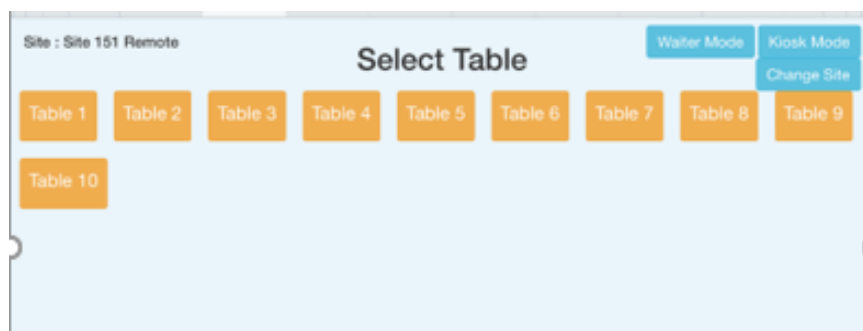 Site : Site 151 Remote
Select Table
Waiter Mode
Kiosk Mode
Change Site
Table 1
Table 2
Table 3
Table 4
Table 5
Table 6
Table 7
Table 8
Table 9
Table 10